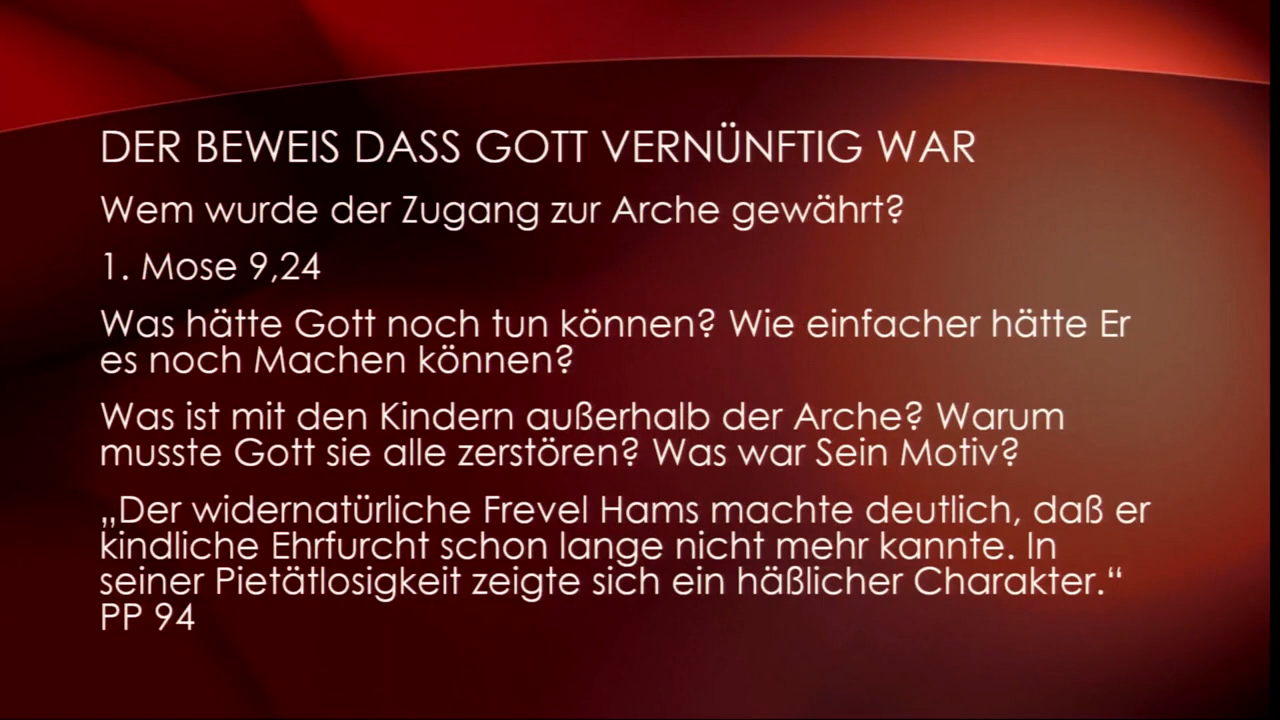 DER BEWEIS DASS GOTT VERNÜNFTIG WAR
Wem wurde der Zugang zur Arche gewährt?
1. Mose 9,24
Was hätte Gott noch tun können? Wie einfacher hätte Er
es noch Machen können?
Was ist mit den Kindern außerhalb der Arche? Warum
musste Gott sie alle zerstören? Was war Sein Motiv?
„Der widernatürliche Frevel Hams machte deutlich, daß er
kindliche Ehrfurcht schon lange nicht mehr kannte. In
seiner Pietätlosigkeit zeigte sich ein häßlicher Charakter.“
PP 94